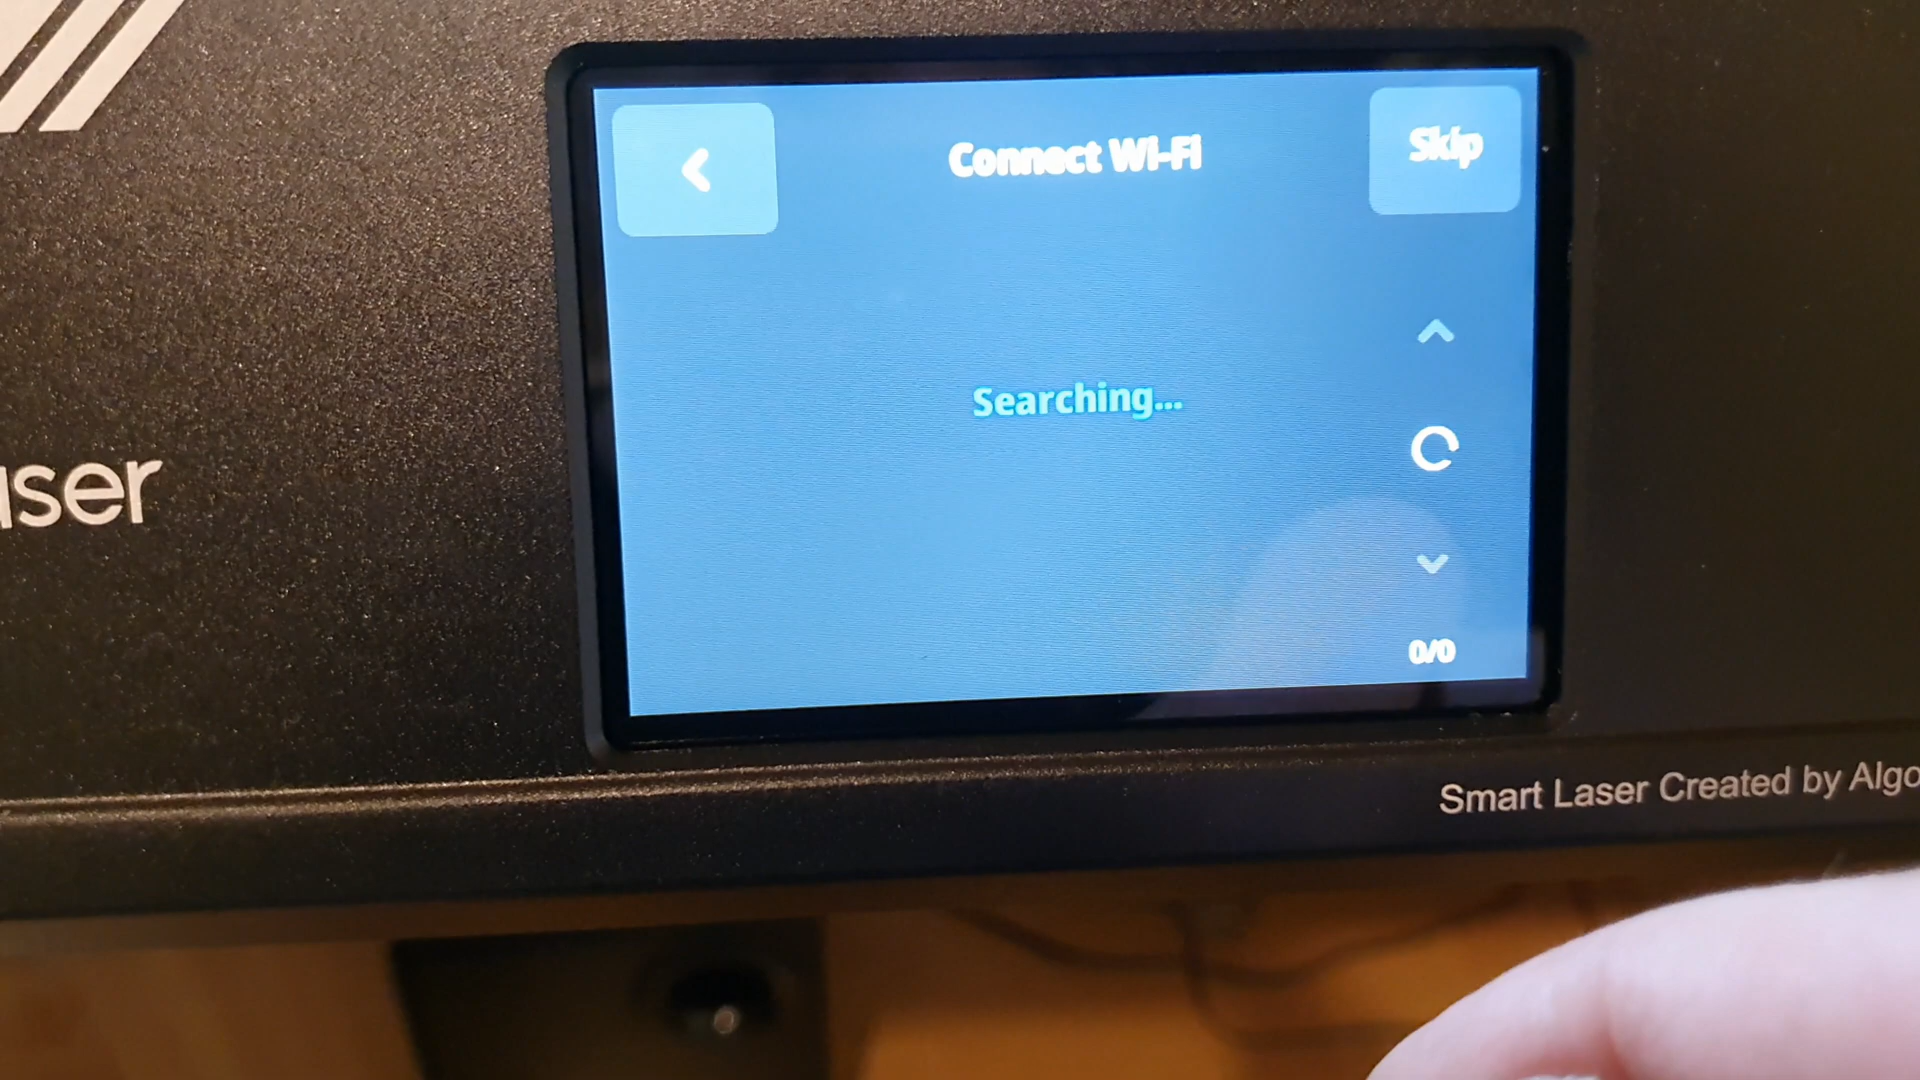 Connect Wi-Fi
Skip
Searching...
0/0
aser
Smart Laser Created by Algo